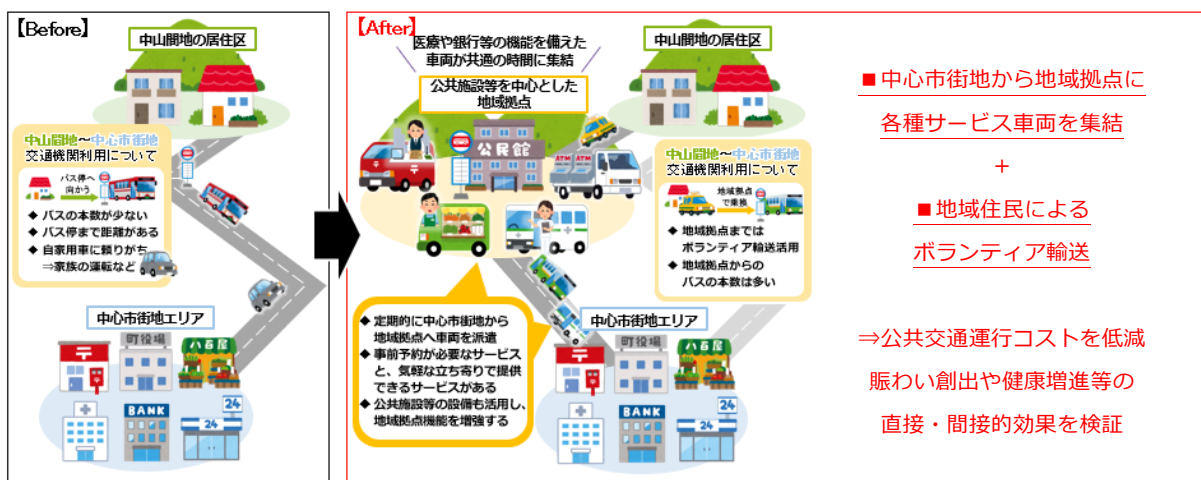 【Before】
中山間地の居住区
中山間地～中心市街地
交通機関利用について
バス停へ
向かう
◆ バスの本数が少ない
◆ バス停まで距離がある
◆ 自家用車に頼りがち
⇒家族の運転など
中心市街地エリア
〒
町役場
八百屋
BANK
24
24
【After】
医療や銀行等の機能を備えた
車両が共通の時間に集結
公共施設等を中心とした
地域拠点
中山間地の居住区
公民館
〒
ATM
ATM
中山間地～中心市街地
交通機関利用について
地域拠点
で乗換
◆ 地域拠点までは
ボランティア輸送活用
◆ 地域拠点からの
バスの本数は多い
◆ 定期的に中心市街地から
地域拠点へ車両を派遣
◆ 事前予約が必要なサービス
と、気軽な立ち寄りで提供
できるサービスがある
◆ 公共施設等の設備も活用し、
地域拠点機能を増強する
中心市街地エリア
〒
町役場
八百屋
BANK
24
24
■中心市街地から地域拠点に
各種サービス車両を集結
+
■地域住民による
ボランティア輸送
⇒公共交通運行コストを低減
賑わい創出や健康増進等の
直接・間接的効果を検証